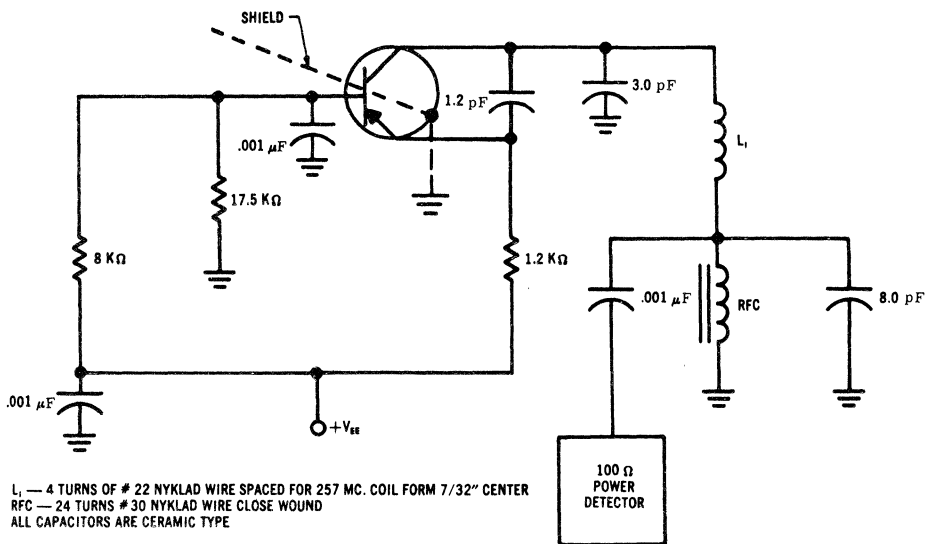 SHIELD
1.2 pF
3.0 pF
.001 μF
L₁
17.5 KΩ
8 KΩ
1.2 KΩ
.001 μF
RFC
8.0 pF
.001 μF
+VEE
100 Ω
POWER
DETECTOR
L₁ — 4 TURNS OF # 22 NYKLAD WIRE SPACED FOR 257 MC. COIL FORM 7/32" CENTER
RFC — 24 TURNS # 30 NYKLAD WIRE CLOSE WOUND
ALL CAPACITORS ARE CERAMIC TYPE